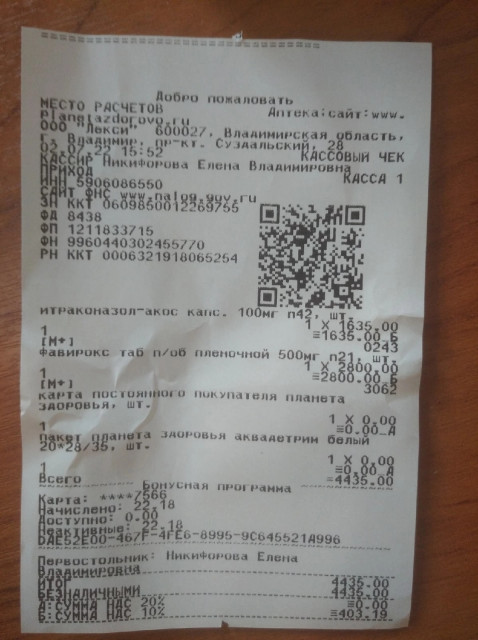 Добро пожаловать
МЕСТО РАСЧЕТОВ Аптека;сайт:www.
planetazdorovo.ru
ООО "Лекси" 600027, Владимирская область,
г. Владимир, пр-кт. Суздальский, 28
03.07.22 15:52 КАССОВЫЙ ЧЕК
КАССИР Никифорова Елена Владимировна
ПРИХОД КАССА 1
ИНН 5906086550
САЙТ ФНС www.nalog.gov.ru
ЗН ККТ 0609850012269755
ФД 8438
ФП 1211833715
ФН 9960440302455770
РН ККТ 0006321918065254
итраконазол-акос капс. 100мг n42, шт.
1 1 X 1635.00
≡1635.00_Б
[М+] 0243
фавирокс таб п/об пленочной 500мг n21, шт.
1 1 X 2800.00
≡2800.00_Б
[М+] 3062
карта постоянного покупателя планета
здоровья, шт.
1 1 X 0.00
≡0.00_А
пакет планета здоровья аквадетрим белый
20*28/35, шт.
1 1 X 0.00
≡0.00_А
Всего ≡4435.00
Бонусная программа
Карта: ****7566
Начислено: 22.18
Доступно: 0.00
Неактивные: 22.18
DAE52E00-467F-4FE6-8995-9C645521A996
Первостольник: Никифорова Елена
Владимировна
ИТОГ 4435.00
БЕЗНАЛИЧНЫМИ 4435.00
А:СУММА НДС 20% ≡0.00
Б:СУММА НДС 10% ≡403.19